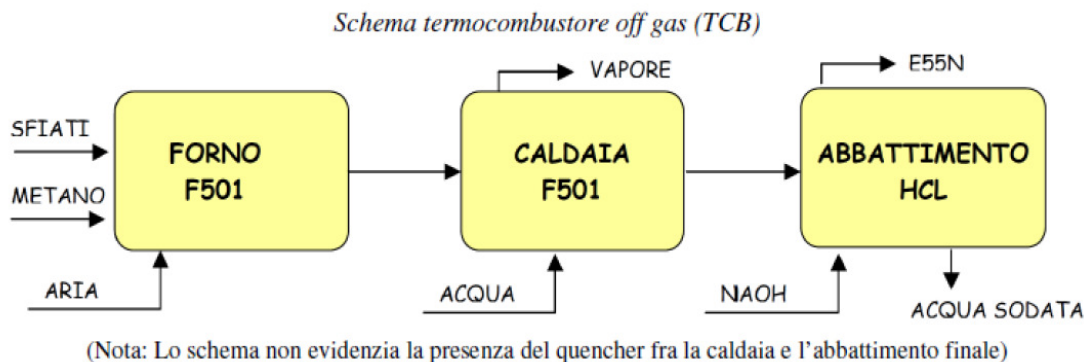 Schema termocombustore off gas (TCB)
VAPORE
E55N
SFIATI
METANO
FORNO
F501
CALDAIA
F501
ABBATTIMENTO
HCL
ARIA
ACQUA
NAOH
ACQUA SODATA
(Nota: Lo schema non evidenzia la presenza del quencher fra la caldaia e l'abbattimento finale)